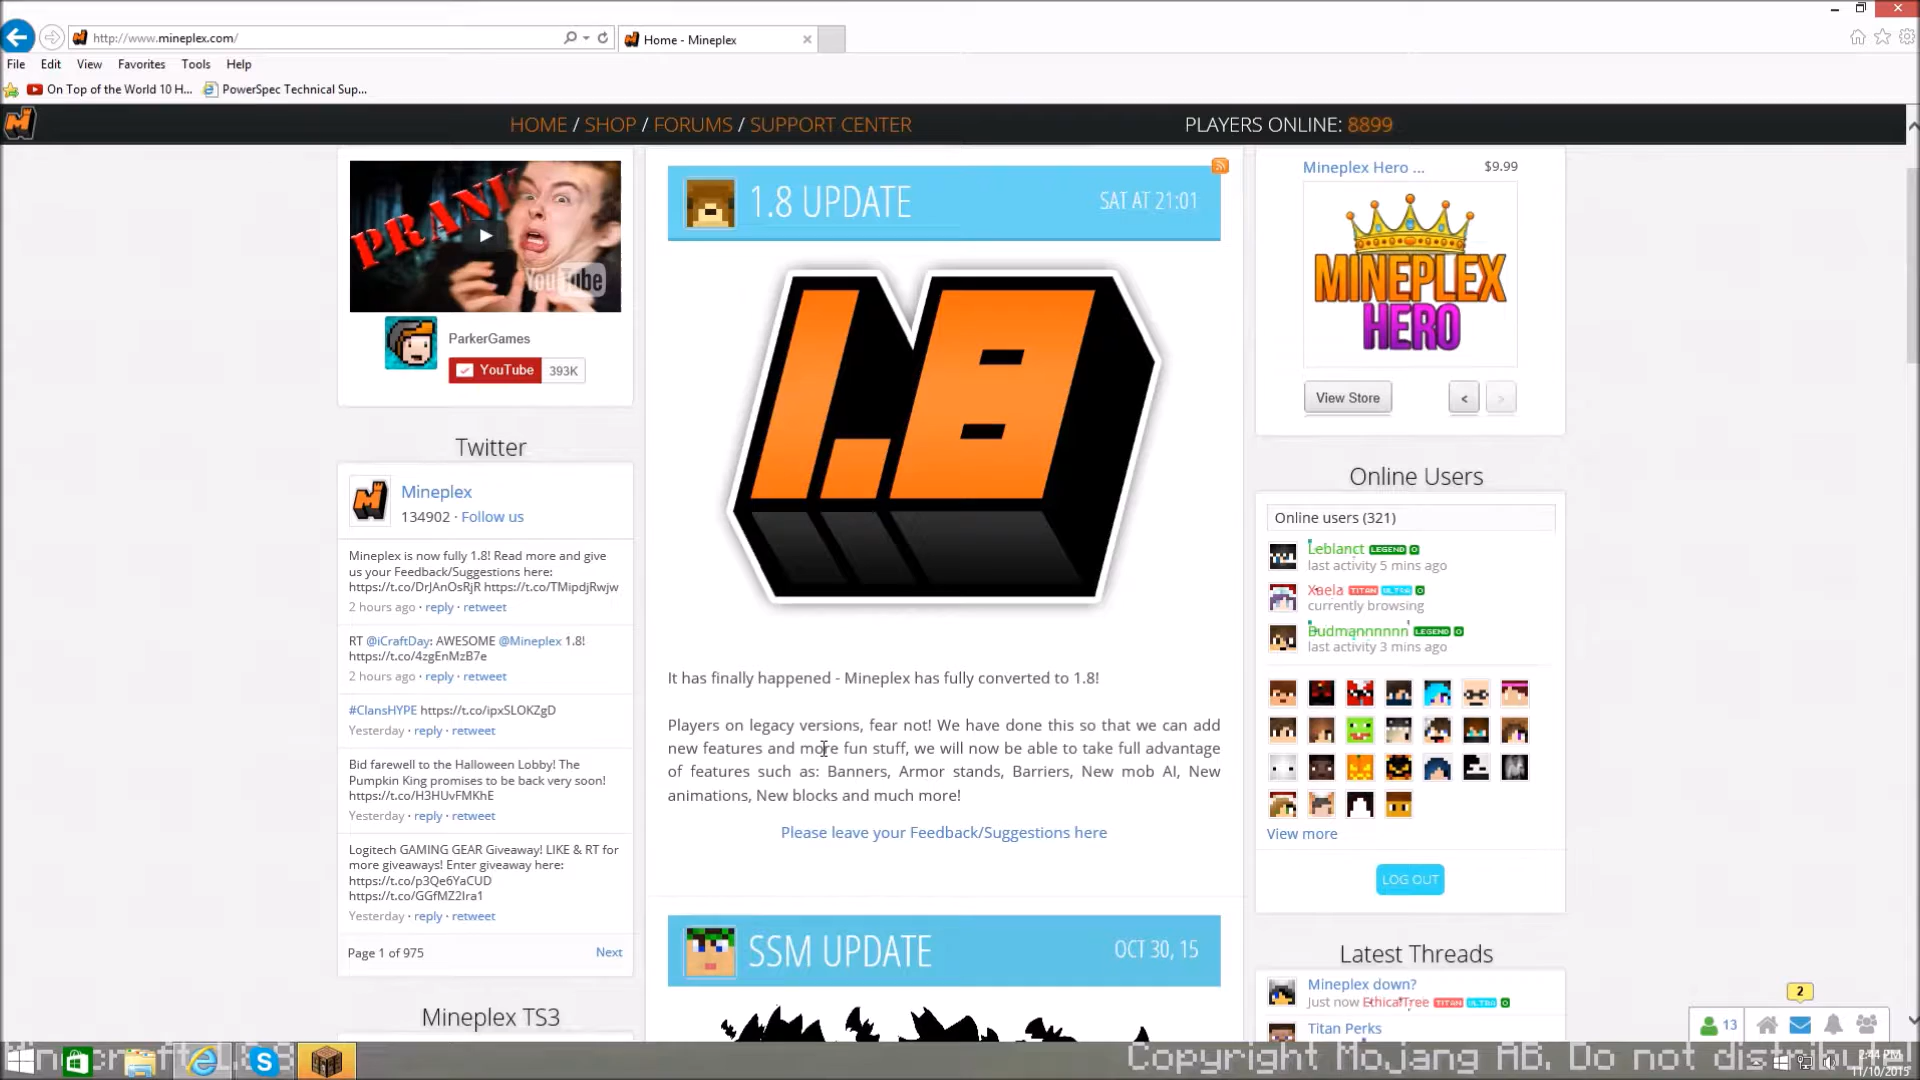 http://www.mineplex.com/
Home - Mineplex
File Edit View Favorites Tools Help
On Top of the World 10 H... PowerSpec Technical Sup...
HOME / SHOP / FORUMS / SUPPORT CENTER
PLAYERS ONLINE: 8899
PRANK
YouTube
ParkerGames
YouTube 393K
Twitter
Mineplex
134902 · Follow us
Mineplex is now fully 1.8! Read more and give
us your Feedback/Suggestions here:
https://t.co/DrJAnOsRjR https://t.co/TMipdjRwjw
2 hours ago · reply · retweet
RT @iCraftDay: AWESOME @Mineplex 1.8!
https://t.co/4zgEnMzB7e
2 hours ago · reply · retweet
#ClansHYPE https://t.co/ipxSLOKZgD
Yesterday · reply · retweet
Bid farewell to the Halloween Lobby! The
Pumpkin King promises to be back very soon!
https://t.co/H3HUvFMKhE
Yesterday · reply · retweet
Logitech GAMING GEAR Giveaway! LIKE & RT for
more giveaways! Enter giveaway here:
https://t.co/p3Qe6YaCUD
https://t.co/GGfMZ2Ira1
Yesterday · reply · retweet
Page 1 of 975 Next
Mineplex TS3
1.8 UPDATE SAT AT 21:01
1.8
It has finally happened - Mineplex has fully converted to 1.8!
Players on legacy versions, fear not! We have done this so that we can add
new features and more fun stuff, we will now be able to take full advantage
of features such as: Banners, Armor stands, Barriers, New mob AI, New
animations, New blocks and much more!
Please leave your Feedback/Suggestions here
SSM UPDATE OCT 30, 15
Mineplex Hero ... $9.99
MINEPLEX
HERO
View Store < >
Online Users
Online users (321)
Leblanct LEGEND O
last activity 5 mins ago
Xaela TITAN ULTRA O
currently browsing
Budmannnnnn LEGEND O
last activity 3 mins ago
View more
LOG OUT
Latest Threads
Mineplex down?
Just now EthicalTree TITAN ULTRA O
Titan Perks
2
13
Copyright Mojang AB. Do not distribute!
2:44 PM
11/10/2015